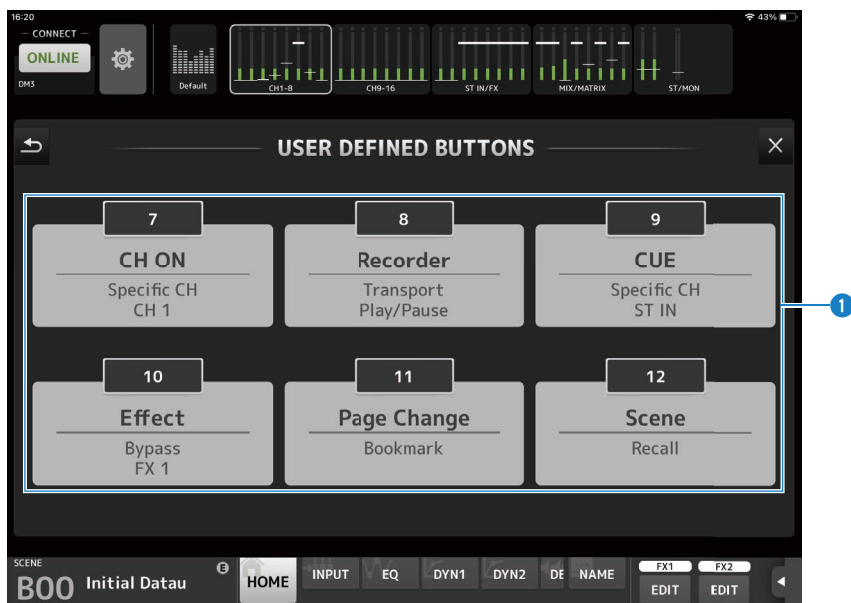 16:20
43%
CONNECT
ONLINE
DM3
Default
CH1-8
CH9-16
ST IN/FX
MIX/MATRIX
ST/MON
USER DEFINED BUTTONS
7
CH ON
Specific CH
CH 1
8
Recorder
Transport
Play/Pause
9
CUE
Specific CH
ST IN
1
10
Effect
Bypass
FX 1
11
Page Change
Bookmark
12
Scene
Recall
SCENE
B00 Initial Datau
E
HOME
INPUT
EQ
DYN1
DYN2
DE
NAME
FX1
EDIT
FX2
EDIT